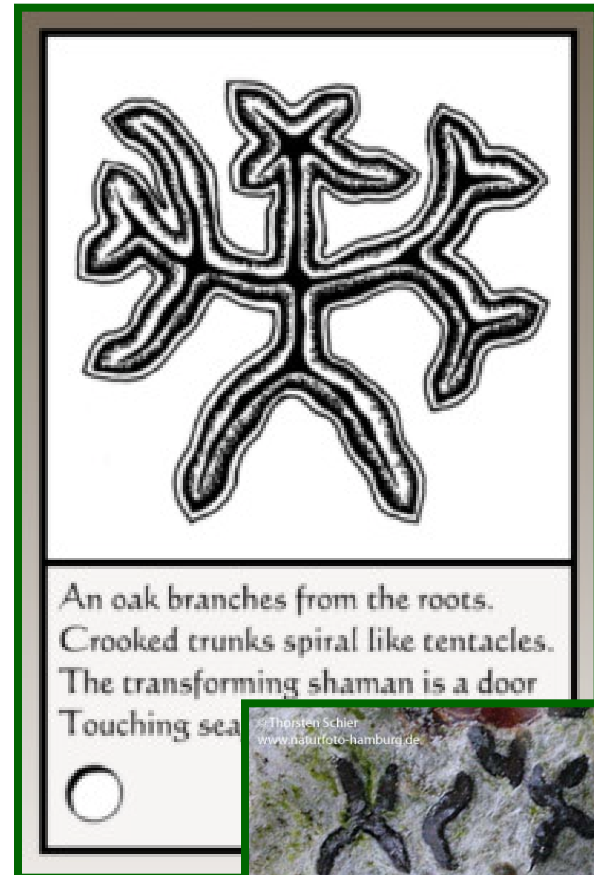 An oak branches from the roots.
Crooked trunks spiral like tentacles.
The transforming shaman is a door
Touching sea
© Thorsten Schier
www.naturfoto-hamburg.de